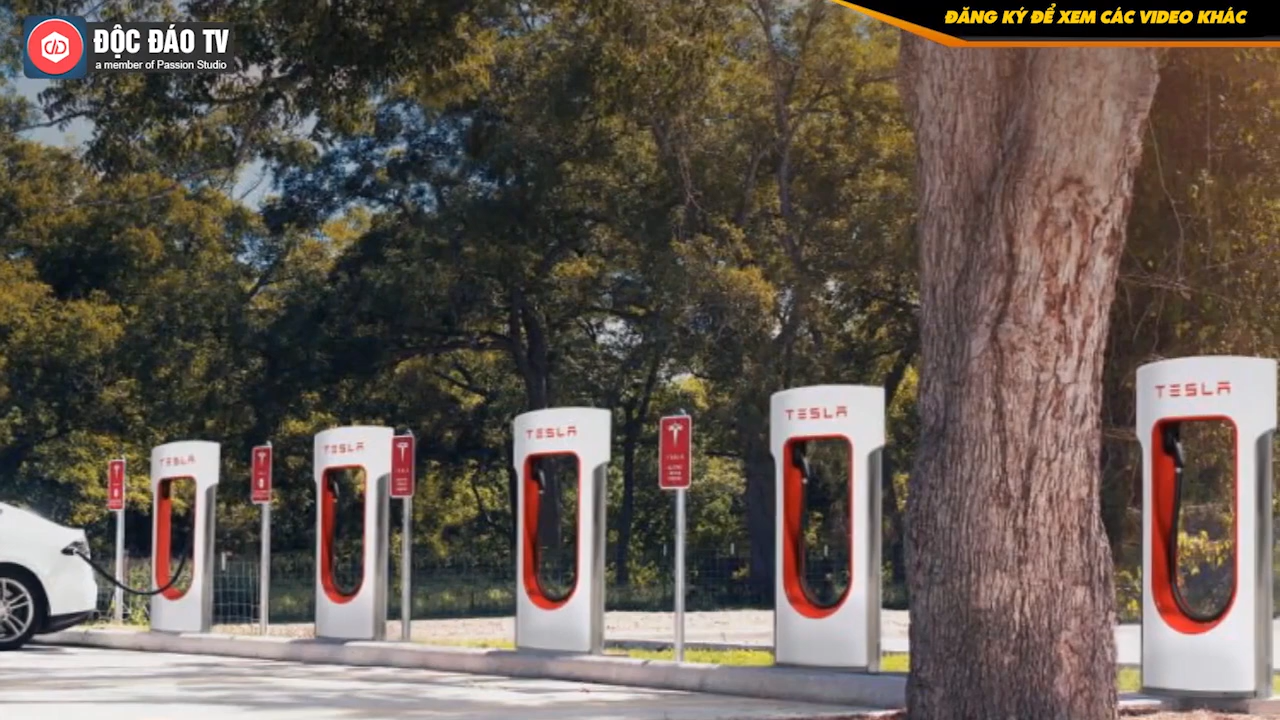 ĐỘC ĐÁO TV
a member of Passion Studio
ĐĂNG KÝ ĐỂ XEM CÁC VIDEO KHÁC
TESLA
TESLA
TESLA
TESLA
TESLA